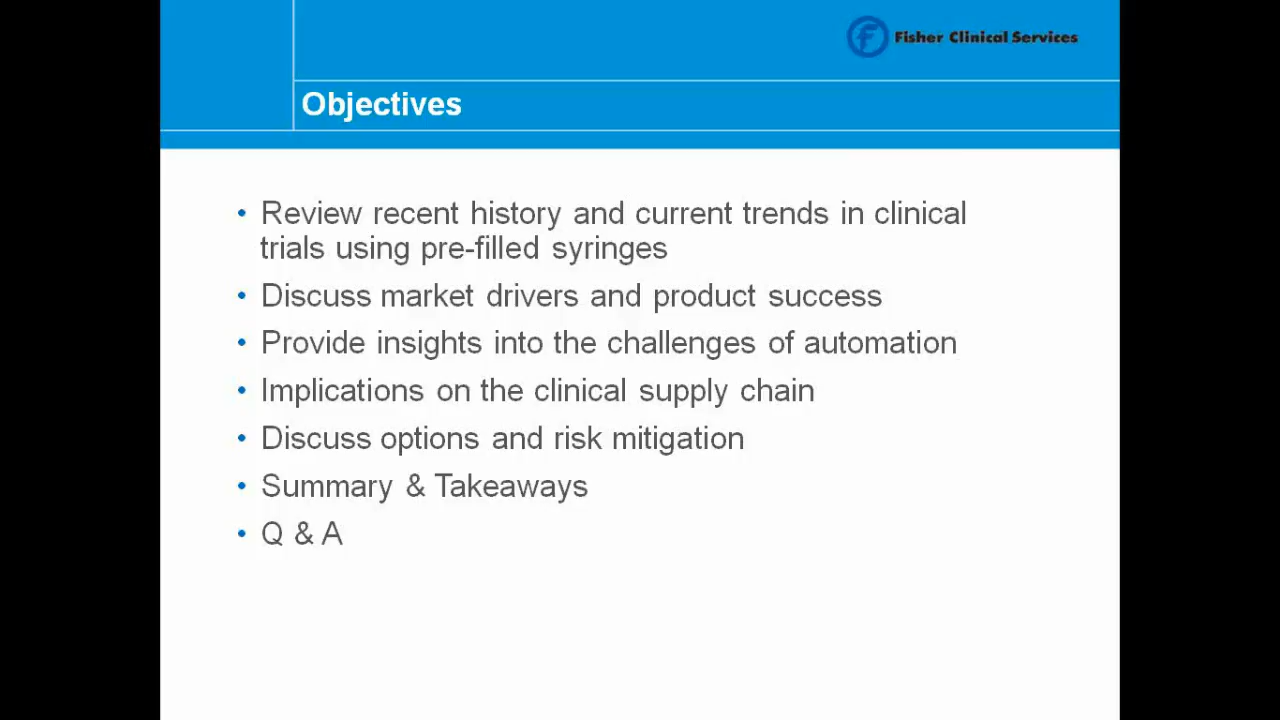 Fisher Clinical Services
Objectives
• Review recent history and current trends in clinical
trials using pre-filled syringes
• Discuss market drivers and product success
• Provide insights into the challenges of automation
• Implications on the clinical supply chain
• Discuss options and risk mitigation
• Summary & Takeaways
• Q & A